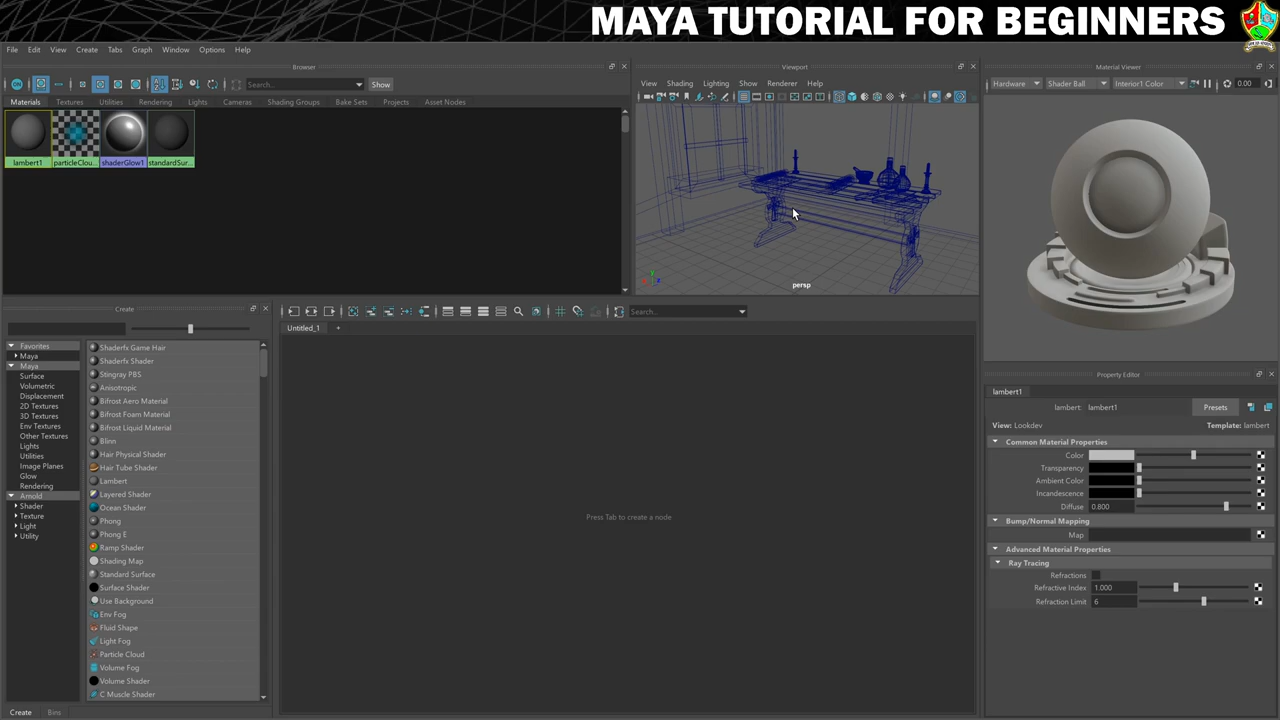 MAYA TUTORIAL FOR BEGINNERS
File Edit View Create Tabs Graph Window Options Help
Browser
ON
Search... Show
Materials Textures Utilities Rendering Lights Cameras Shading Groups Bake Sets Projects Asset Nodes
lambert1 particleClou... shaderGlow1 standardSur...
Viewport
View Shading Lighting Show Renderer Help
persp
Material Viewer
Hardware Shader Ball Interior1 Color 0.00
Create
Favorites
Maya
Maya
Surface
Volumetric
Displacement
2D Textures
3D Textures
Env Textures
Other Textures
Lights
Utilities
Image Planes
Glow
Rendering
Arnold
Shader
Texture
Light
Utility
Shaderfx Game Hair
Shaderfx Shader
Stingray PBS
Anisotropic
Bifrost Aero Material
Bifrost Foam Material
Bifrost Liquid Material
Blinn
Hair Physical Shader
Hair Tube Shader
Lambert
Layered Shader
Ocean Shader
Phong
Phong E
Ramp Shader
Shading Map
Standard Surface
Surface Shader
Use Background
Env Fog
Fluid Shape
Light Fog
Particle Cloud
Volume Fog
Volume Shader
C Muscle Shader
Create Bins
Search...
Untitled_1 +
Press Tab to create a node
Property Editor
lambert1
lambert: lambert1 Presets
View: Lookdev Template: lambert
Common Material Properties
Color
Transparency
Ambient Color
Incandescence
Diffuse 0.800
Bump/Normal Mapping
Map
Advanced Material Properties
Ray Tracing
Refractions
Refractive Index 1.000
Refraction Limit 6